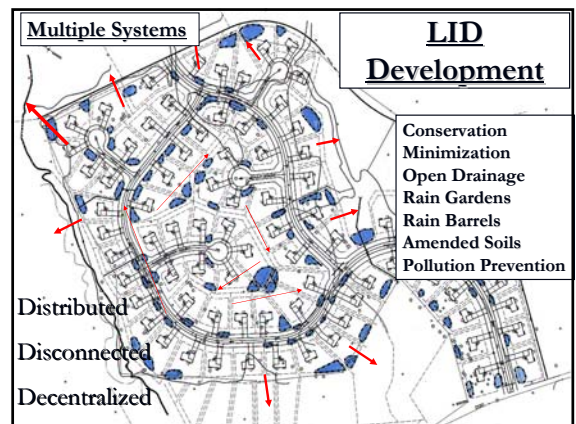 Multiple Systems
LID
Development
Conservation
Minimization
Open Drainage
Rain Gardens
Rain Barrels
Amended Soils
Pollution Prevention
Distributed
Disconnected
Decentralized